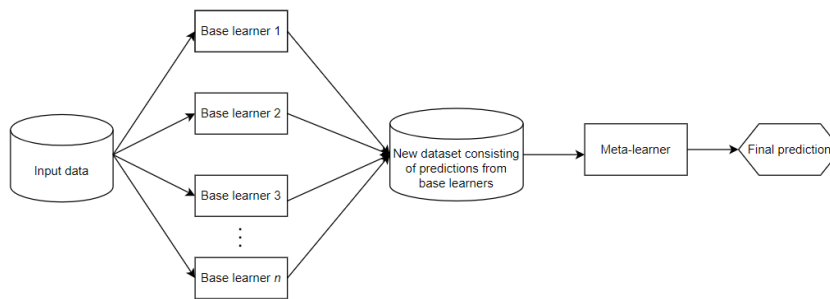 Base learner 1
Base learner 2
Input data
New dataset consisting
of predictions from
base learners
Meta-learner
Final prediction
Base learner 3
Base learner n